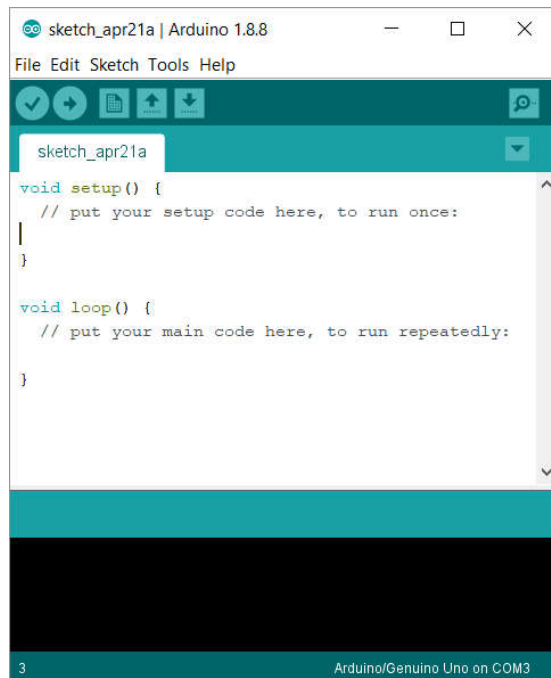 sketch_apr21a | Arduino 1.8.8
File Edit Sketch Tools Help
sketch_apr21a
void setup() {
  // put your setup code here, to run once:

}

void loop() {
  // put your main code here, to run repeatedly:

}
3 Arduino/Genuino Uno on COM3